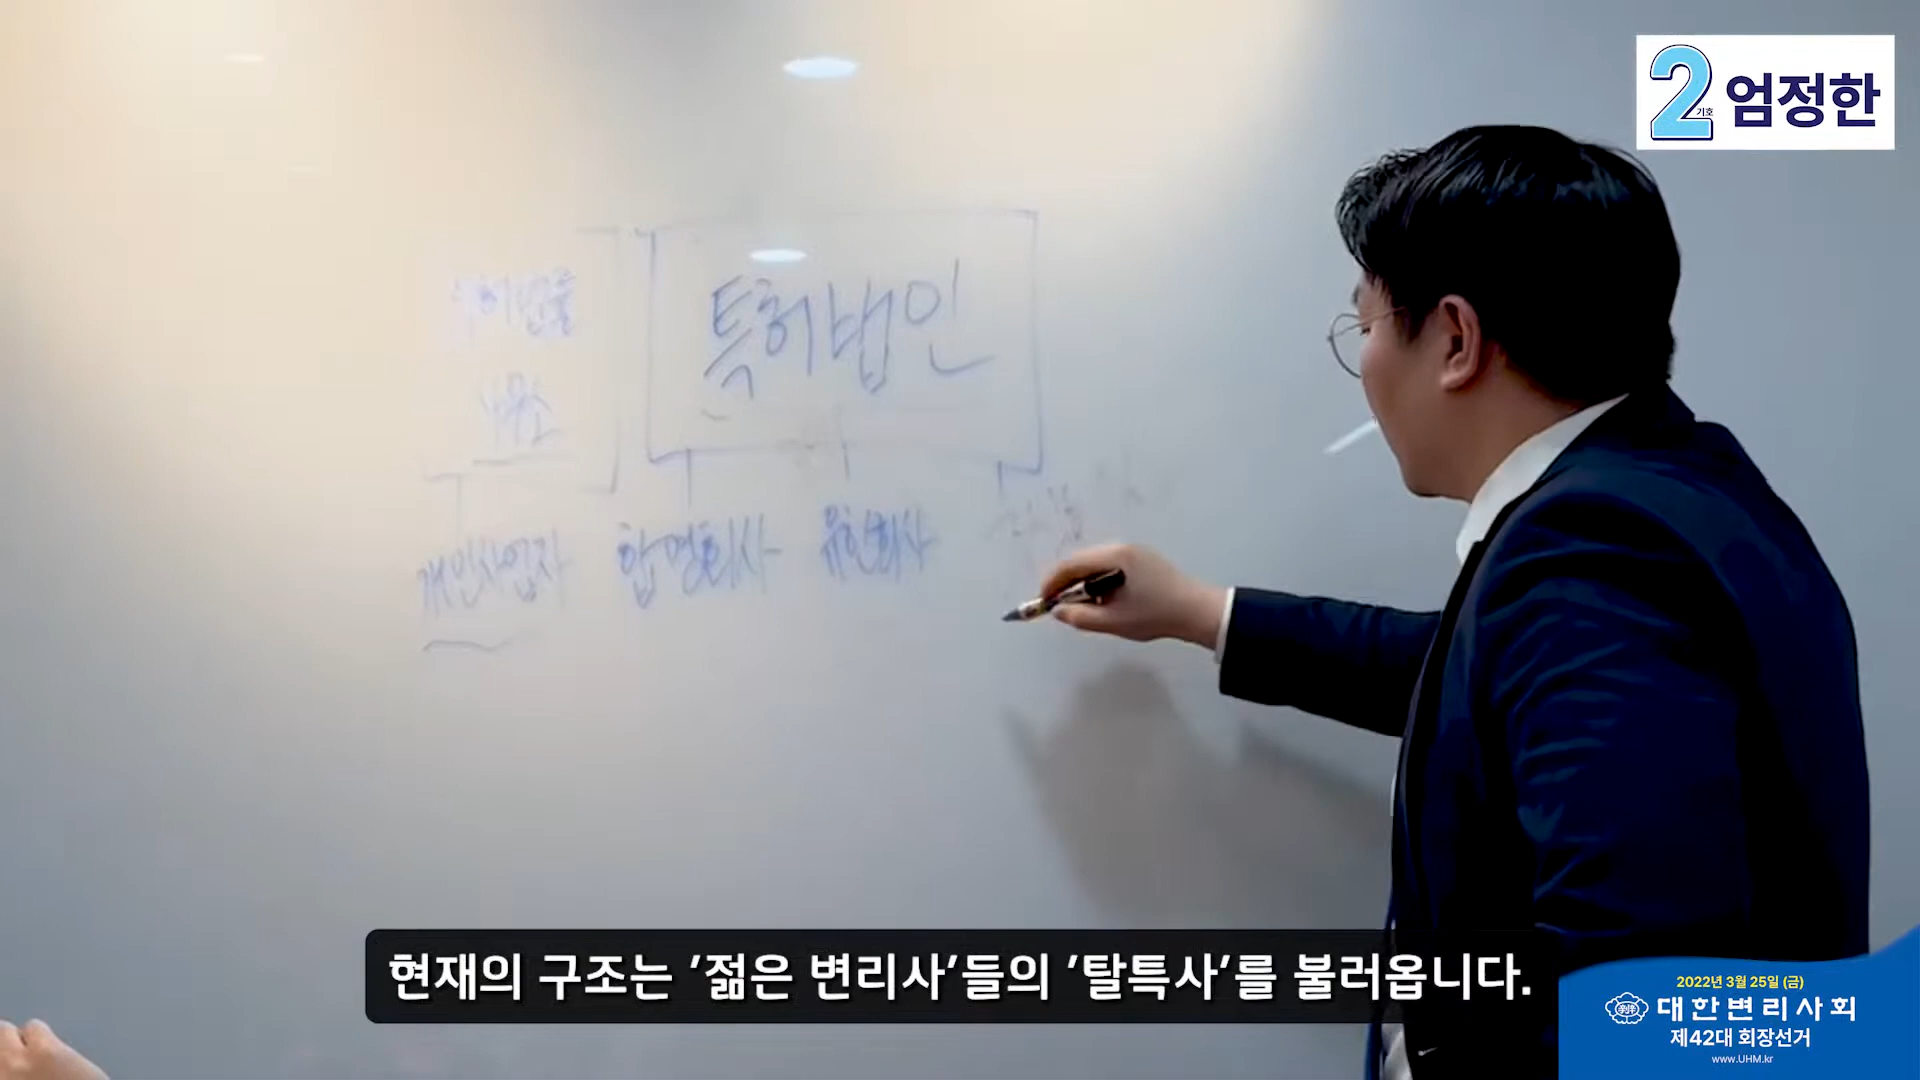 2 기호 엄정한
특허법률
사무소
특허법인
개인사업자 합명회사 유한회사
현재의 구조는 '젊은 변리사'들의 '탈특사'를 불러옵니다.
2022년 3월 25일 (금)
대한변리사회
제42대 회장선거
www.UHM.kr